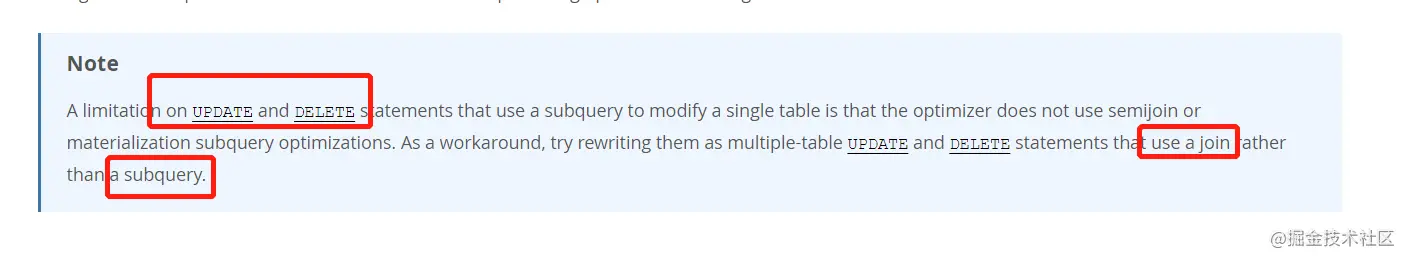 Note
A limitation on UPDATE and DELETE statements that use a subquery to modify a single table is that the optimizer does not use semijoin or
materialization subquery optimizations. As a workaround, try rewriting them as multiple-table UPDATE and DELETE statements that use a join rather
than a subquery.
@掘金技术社区